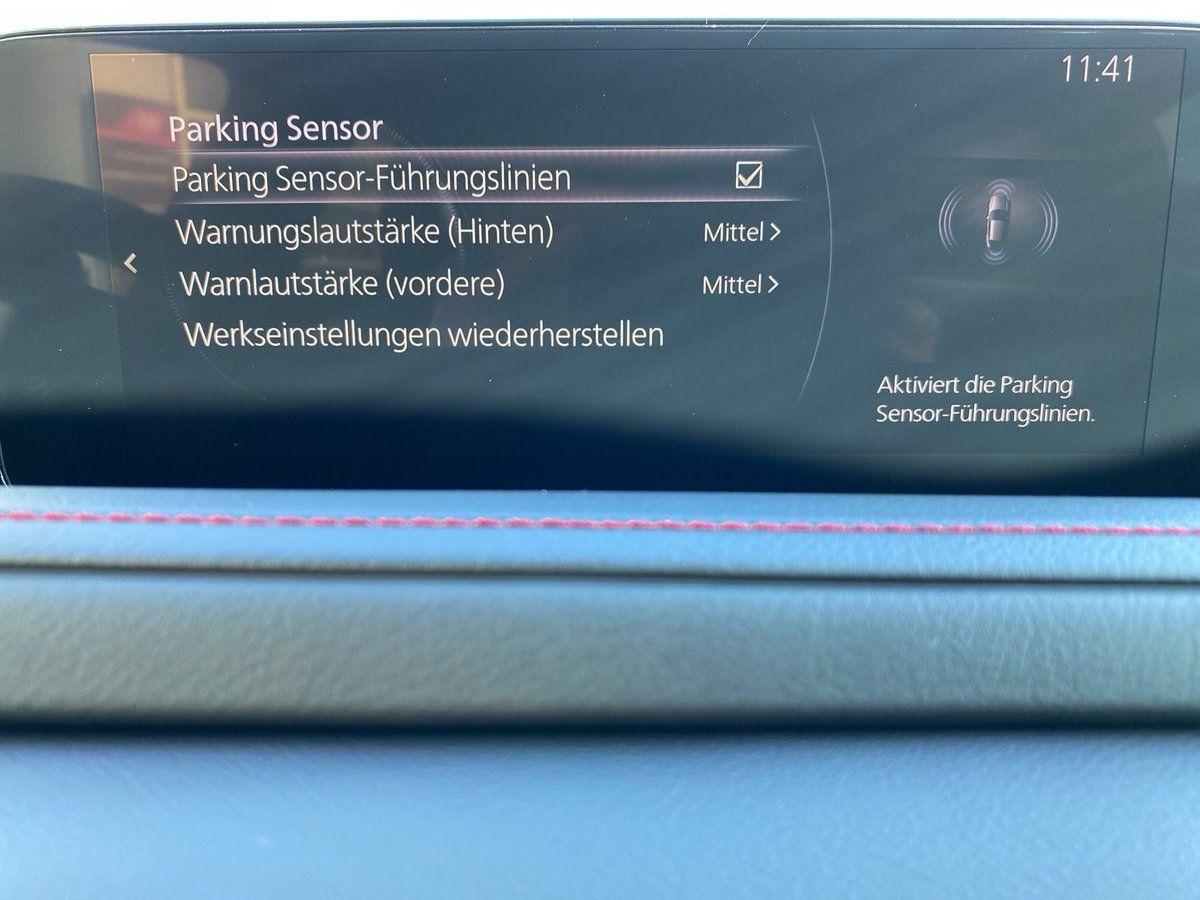 11:41
Parking Sensor
Parking Sensor-Führungslinien
Warnungslautstärke (Hinten) Mittel
Warnlautstärke (vordere) Mittel
Werkseinstellungen wiederherstellen
Aktiviert die Parking
Sensor-Führungslinien.